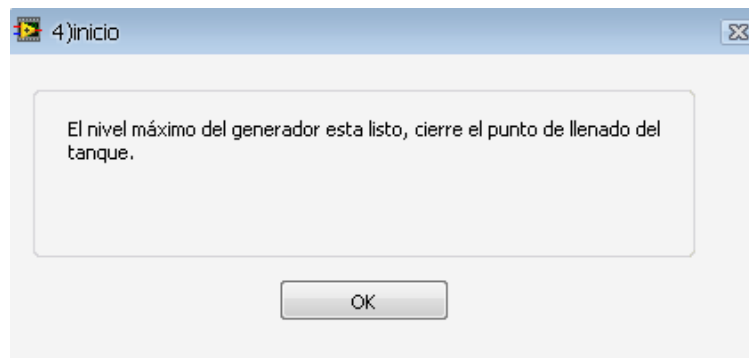 4)inicio
El nivel máximo del generador esta listo, cierre el punto de llenado del
tanque.
OK